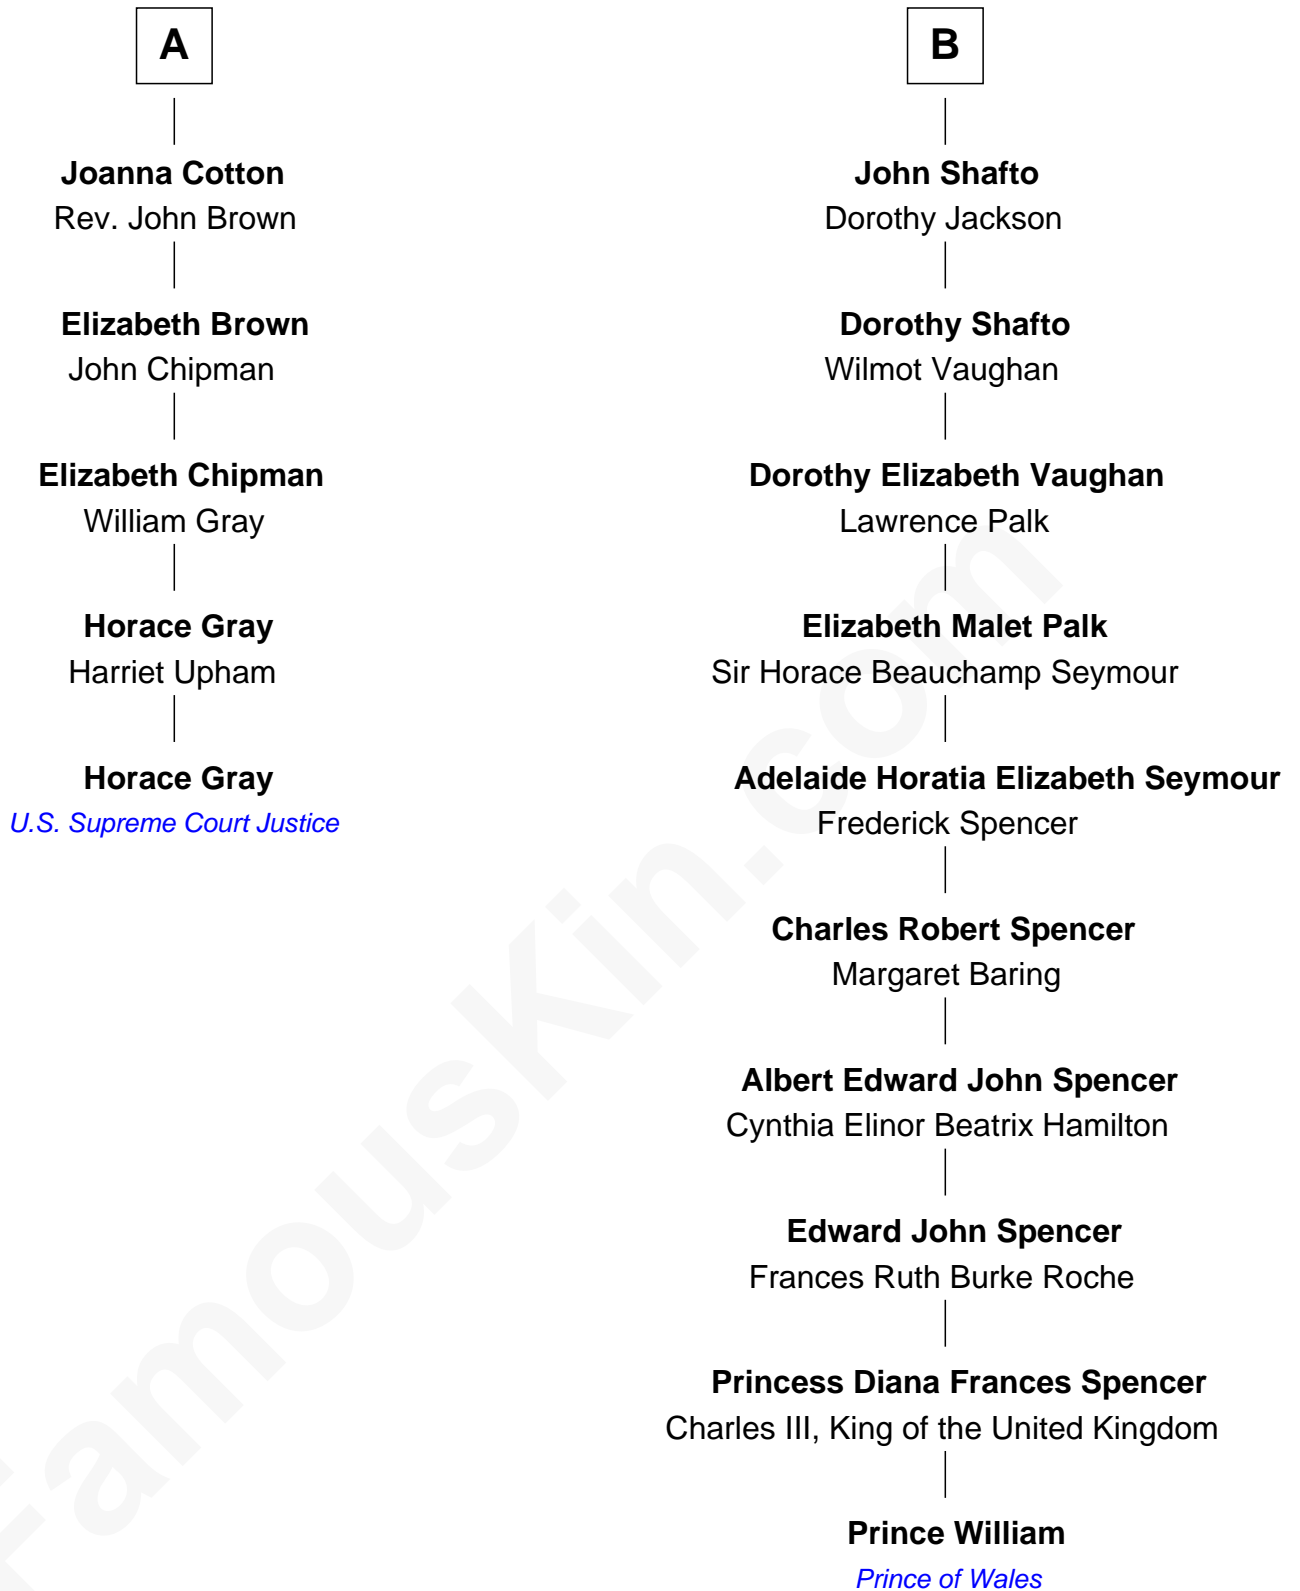 A
Joanna Cotton
Rev. John Brown
Elizabeth Brown
John Chipman
Elizabeth Chipman
William Gray
Horace Gray
Harriet Upham
Horace Gray
U.S. Supreme Court Justice
B
John Shafto
Dorothy Jackson
Dorothy Shafto
Wilmot Vaughan
Dorothy Elizabeth Vaughan
Lawrence Palk
Elizabeth Malet Palk
Sir Horace Beauchamp Seymour
Adelaide Horatia Elizabeth Seymour
Frederick Spencer
Charles Robert Spencer
Margaret Baring
Albert Edward John Spencer
Cynthia Elinor Beatrix Hamilton
Edward John Spencer
Frances Ruth Burke Roche
Princess Diana Frances Spencer
Charles III, King of the United Kingdom
Prince William
Prince of Wales
FamousKin.com